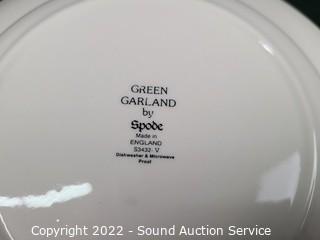 GREEN
GARLAND
by
Spode
Made in
ENGLAND
S3432- V
Dishwasher & Microwave
Proof
Copyright 2022 - Sound Auction Service